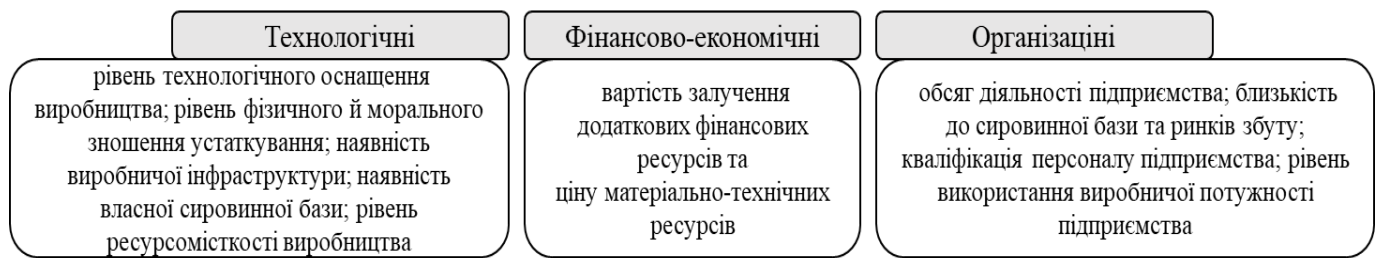 Технологічні
рівень технологічного оснащення
виробництва; рівень фізичного й морального
зношення устаткування; наявність
виробничої інфраструктури; наявність
власної сировинної бази; рівень
ресурсомісткості виробництва
Фінансово-економічні
вартість залучення
додаткових фінансових
ресурсів та
ціну матеріально-технічних
ресурсів
Організаціні
обсяг діяльності підприємства; близькість
до сировинної бази та ринків збуту;
кваліфікація персоналу підприємства; рівень
використання виробничої потужності
підприємства